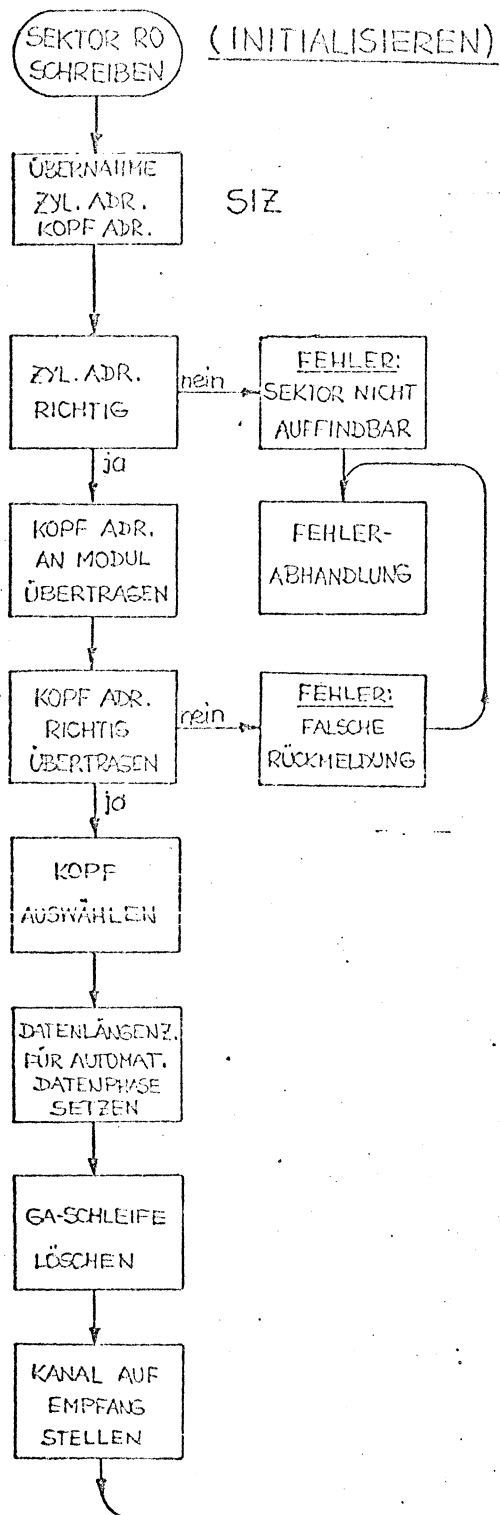 SEKTOR R0
SCHREIBEN
(INITIALISIEREN)
ÜBERNAHME
ZYL. ADR.
KOPF ADR.
SIZ
ZYL. ADR.
RICHTIG
nein
FEHLER:
SEKTOR NICHT
AUFFINDBAR
ja
KOPF ADR.
AN MODUL
ÜBERTRAGEN
FEHLER-
ABHANDLUNG
KOPF ADR.
RICHTIG
ÜBERTRAGEN
nein
FEHLER:
FALSCHE
RÜCKMELDUNG
ja
KOPF
AUSWÄHLEN
DATENLÄNGENZ.
FÜR AUTOMAT.
DATENPHASE
SETZEN
GA-SCHLEIFE
LÖSCHEN
KANAL AUF
EMPFANG
STELLEN